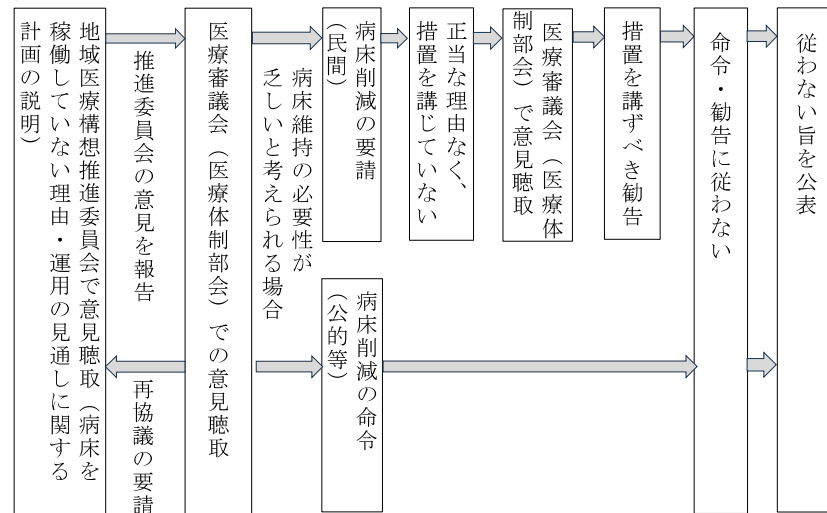 地域医療構想推進委員会で意見聴取（病床を
稼働していない理由・運用の見通しに関する
計画の説明）
推進委員会の意見を報告
再協議の要請
医療審議会（医療体制部会）での意見聴取
病床維持の必要性が
乏しいと考えられる場合
病床削減の要請
（民間）
病床削減の命令
（公的等）
正当な理由なく、
措置を講じていない
医療審議会（医療体
制部会）で意見聴取
措置を講ずべき勧告
命令・勧告に従わない
従わない旨を公表